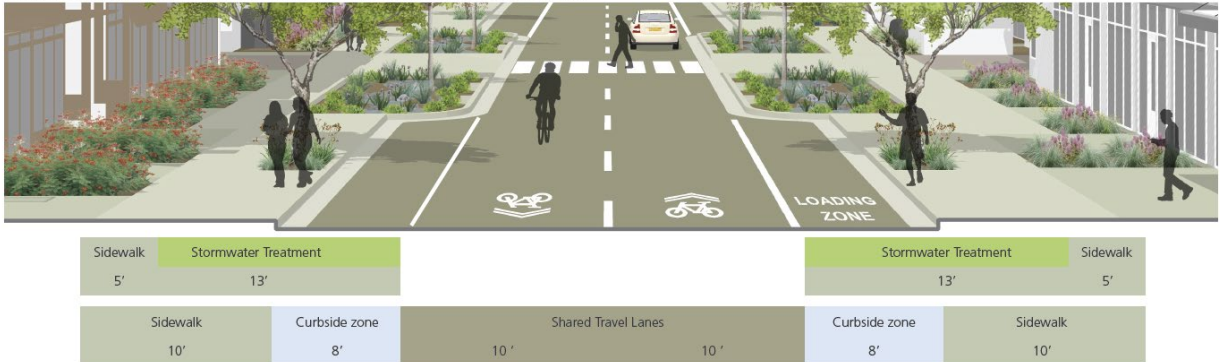 LOADING
ZONE
Sidewalk Stormwater Treatment Stormwater Treatment Sidewalk
5’ 13’ 13’ 5’
Sidewalk Curbside zone Shared Travel Lanes Curbside zone Sidewalk
10’ 8’ 10 ’ 10 ’ 8’ 10’